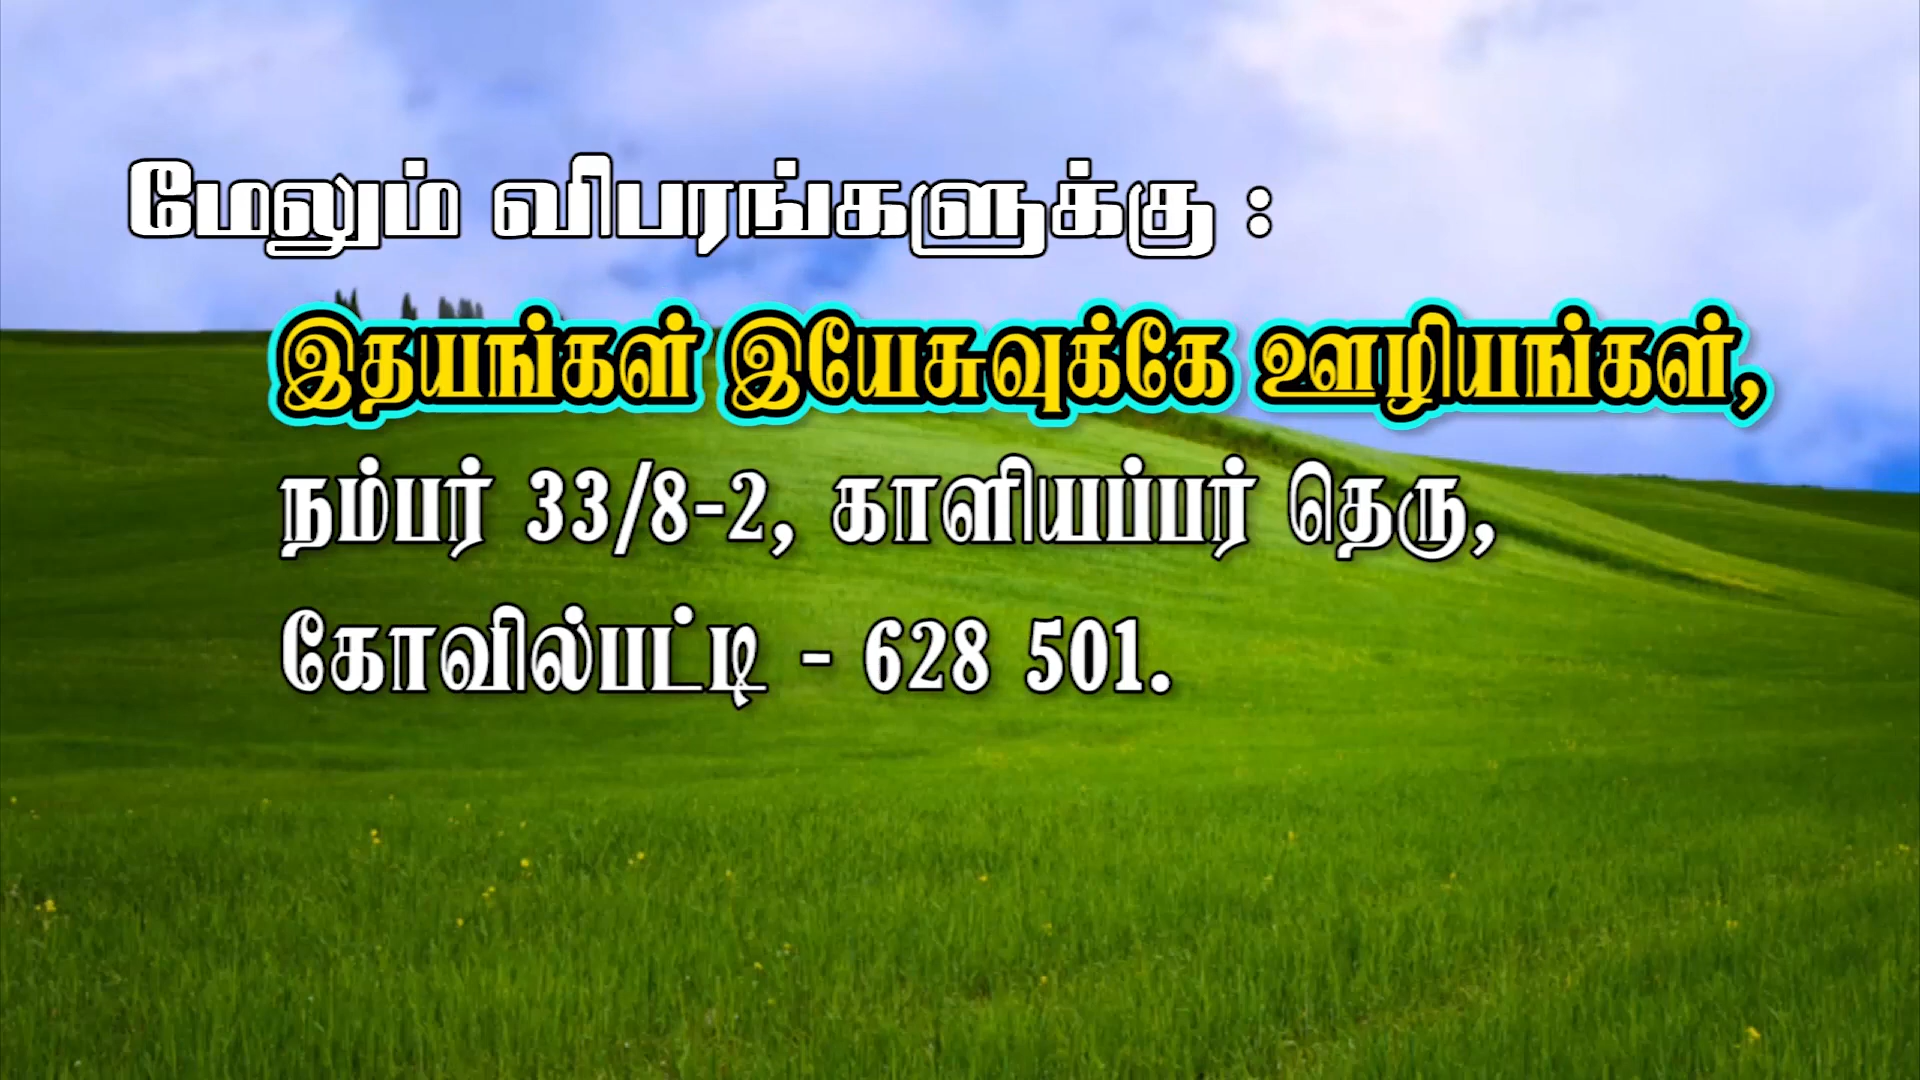 மேலும் விபரங்களுக்கு :
இதயங்கள் இயேசுவுக்கே ஊழியங்கள்,
நம்பர் 33/8-2, காளியப்பர் தெரு,
கோவில்பட்டி - 628 501.